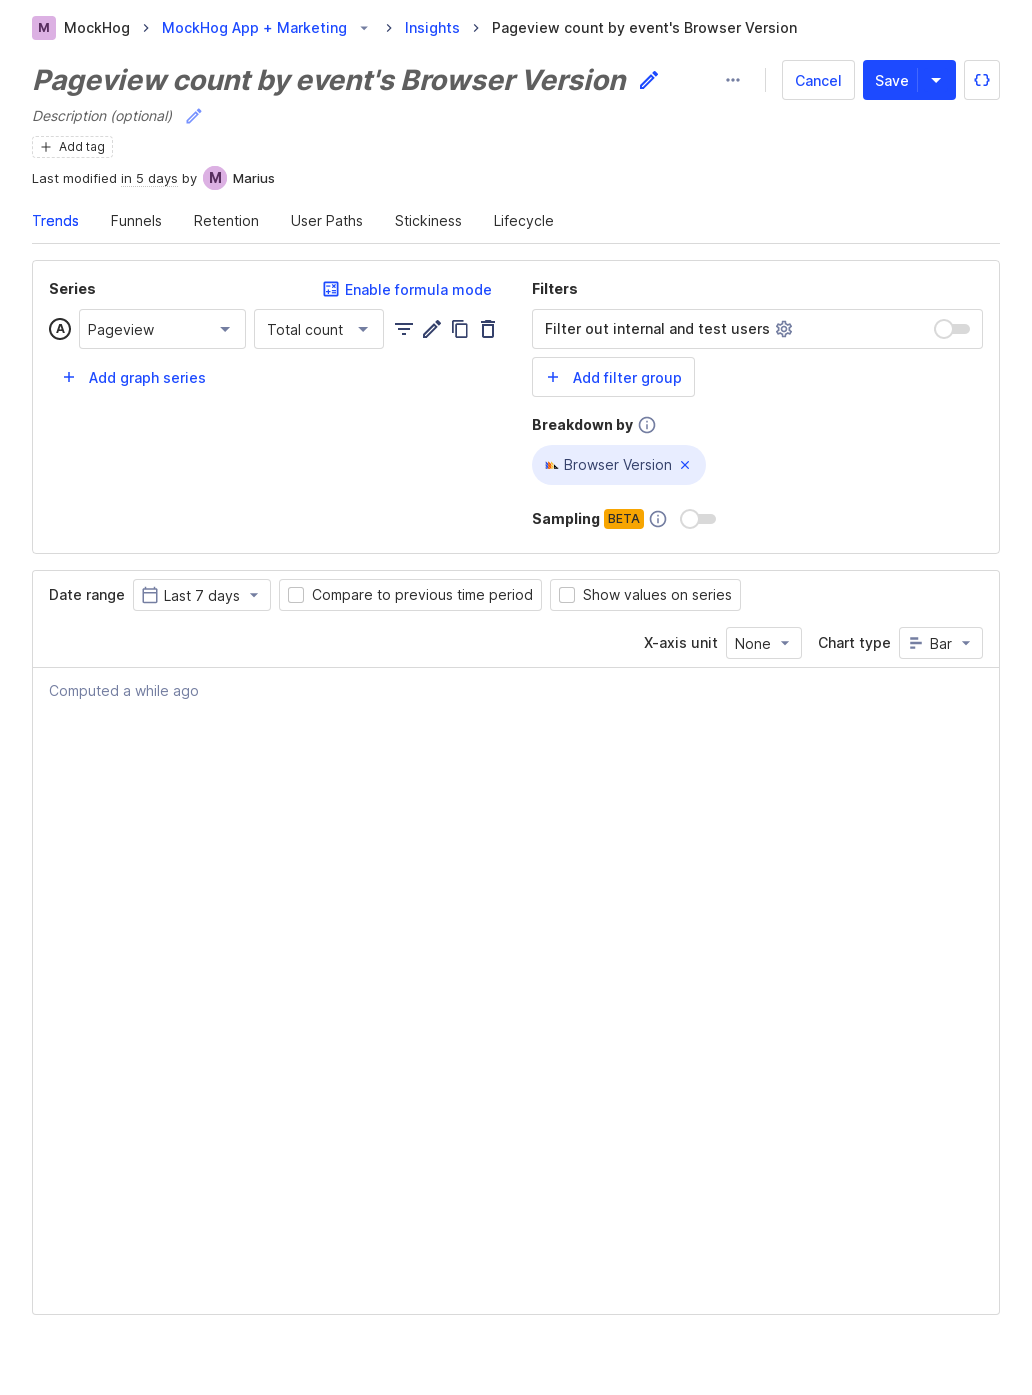 M MockHog MockHog App + Marketing Insights Pageview count by event's Browser Version
Pageview count by event's Browser Version
Cancel Save
Description (optional)
Add tag
Last modified in 5 days by M Marius
Trends Funnels Retention User Paths Stickiness Lifecycle
Series Enable formula mode
A Pageview Total count
Add graph series
Filters
Filter out internal and test users
Add filter group
Breakdown by
Browser Version
Sampling BETA
Date range Last 7 days Compare to previous time period Show values on series
X-axis unit None Chart type Bar
Computed a while ago